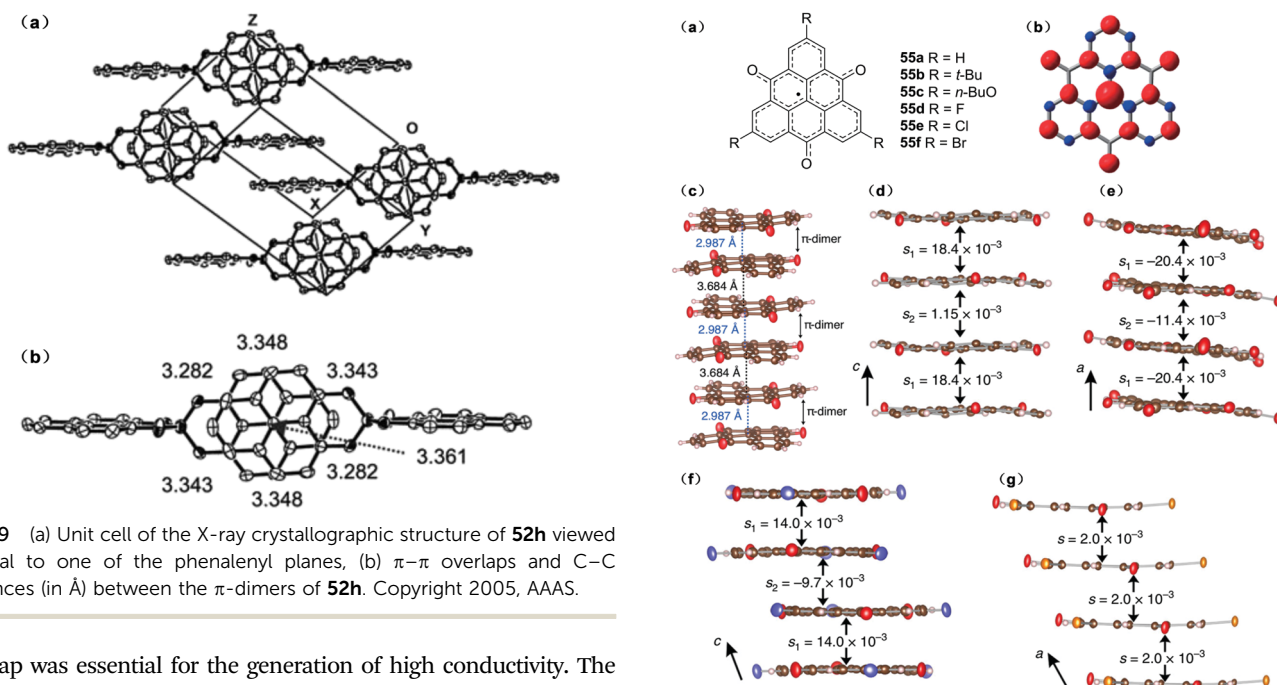 (a)
Z
O
X
Y
(b)
3.348
3.282
3.343
3.361
3.343
3.282
3.348
9 (a) Unit cell of the X-ray crystallographic structure of 52h viewed
al to one of the phenalenyl planes, (b) π–π overlaps and C–C
nces (in Å) between the π-dimers of 52h. Copyright 2005, AAAS.
ap was essential for the generation of high conductivity. The
(a)
R
O
O
R
R
O
55a R = H
55b R = t-Bu
55c R = n-BuO
55d R = F
55e R = Cl
55f R = Br
(b)
(c)
2.987 Å
π-dimer
3.684 Å
2.987 Å
π-dimer
3.684 Å
2.987 Å
π-dimer
(d)
s₁ = 18.4 × 10⁻³
s₂ = 1.15 × 10⁻³
c
s₁ = 18.4 × 10⁻³
(e)
s₁ = −20.4 × 10⁻³
s₂ = −11.4 × 10⁻³
a
s₁ = −20.4 × 10⁻³
(f)
s₁ = 14.0 × 10⁻³
s₂ = −9.7 × 10⁻³
c
s₁ = 14.0 × 10⁻³
(g)
s = 2.0 × 10⁻³
s = 2.0 × 10⁻³
a
s = 2.0 × 10⁻³